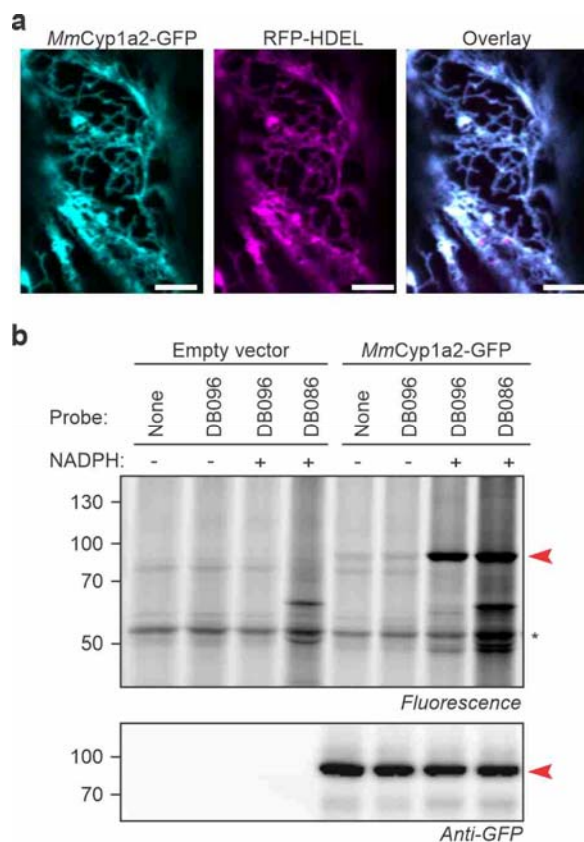 a
MmCyp1a2-GFP RFP-HDEL Overlay
b
Empty vector MmCyp1a2-GFP
Probe: None DB096 DB096 DB086 None DB096 DB096 DB086
NADPH: - - + + - - + +
130
100
70
50
*
Fluorescence
100
70
Anti-GFP